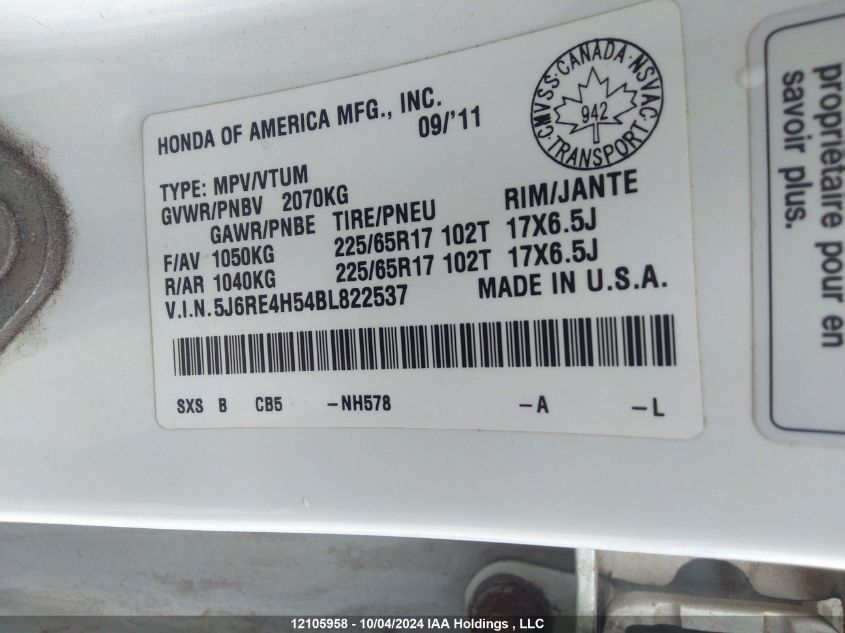 HONDA OF AMERICA MFG., INC.
09/'11
TYPE: MPV/VTUM
GVWR/PNBV 2070KG
GAWR/PNBE TIRE/PNEU RIM/JANTE
F/AV 1050KG 225/65R17 102T 17X6.5J
R/AR 1040KG 225/65R17 102T 17X6.5J
V.I.N.5J6RE4H54BL822537 MADE IN U.S.A.
SXS B CB5 -NH578 -A -L
CANADA·NSVAC·TRANSPORT·CMVSS·
942
propriétaire pour en
savoir plus.
12105958 - 10/04/2024 IAA Holdings , LLC